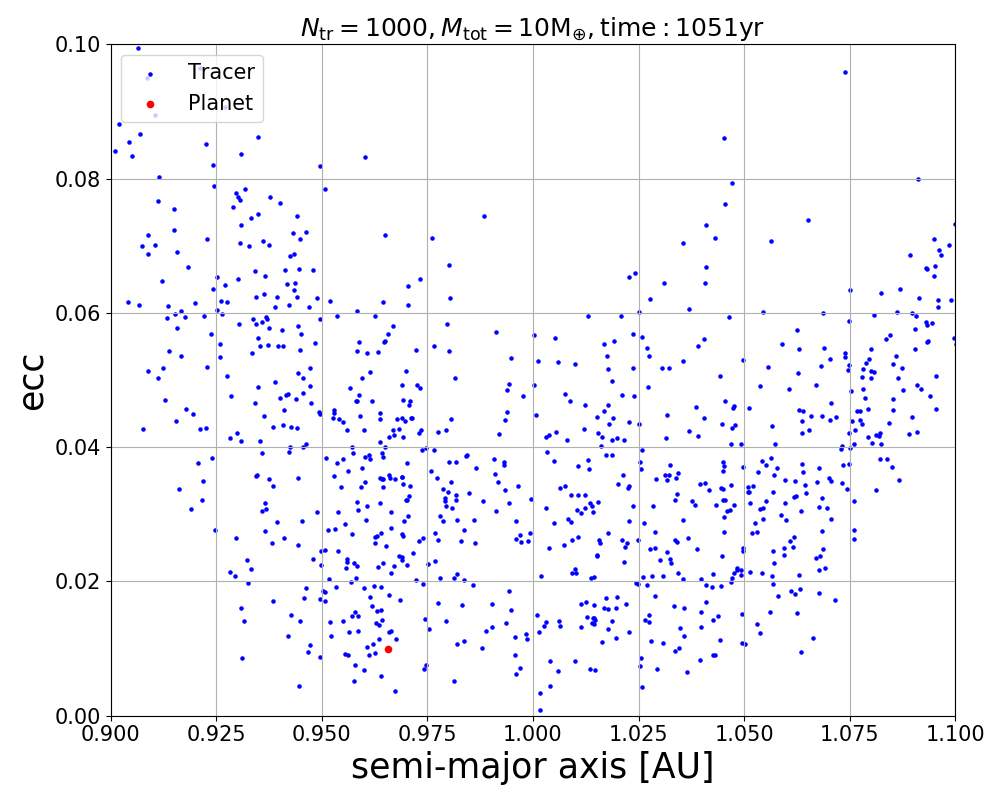 N_tr = 1000, M_tot = 10M_⊕, time : 1051yr
0.10
0.08
0.06
0.04
0.02
0.00
ecc
Tracer
Planet
0.900 0.925 0.950 0.975 1.000 1.025 1.050 1.075 1.100
semi-major axis [AU]